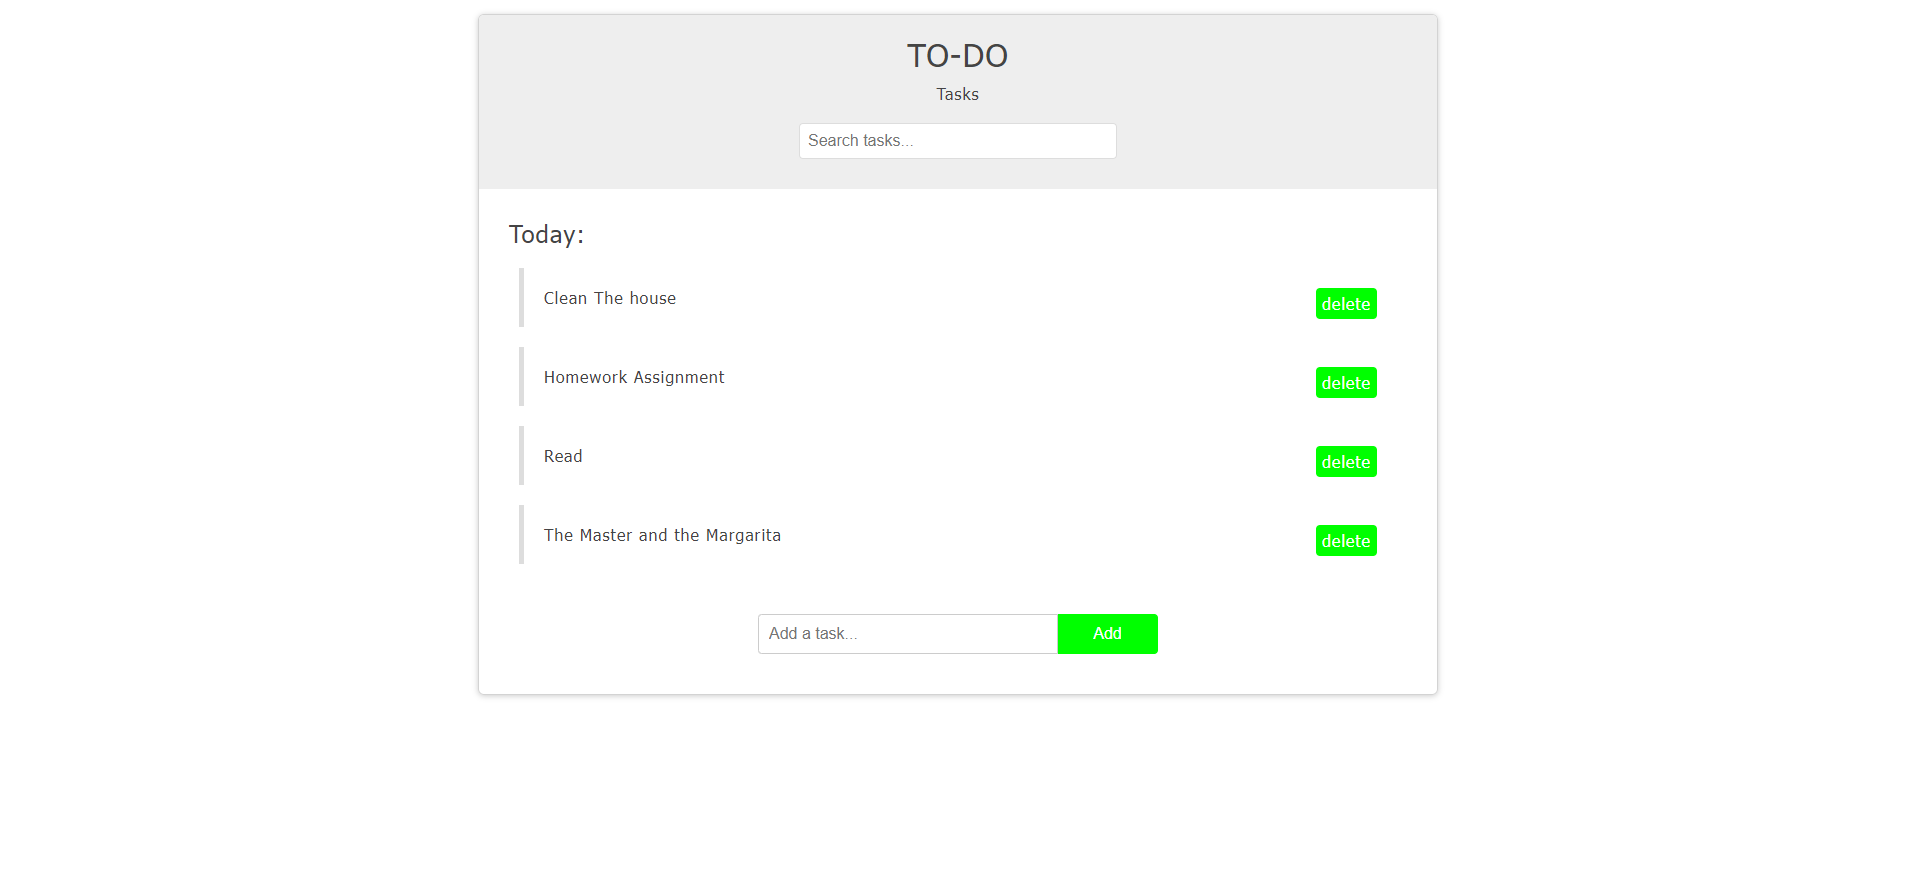 TO-DO
Tasks
Search tasks...
Today:
Clean The house
delete
Homework Assignment
delete
Read
delete
The Master and the Margarita
delete
Add a task...
Add